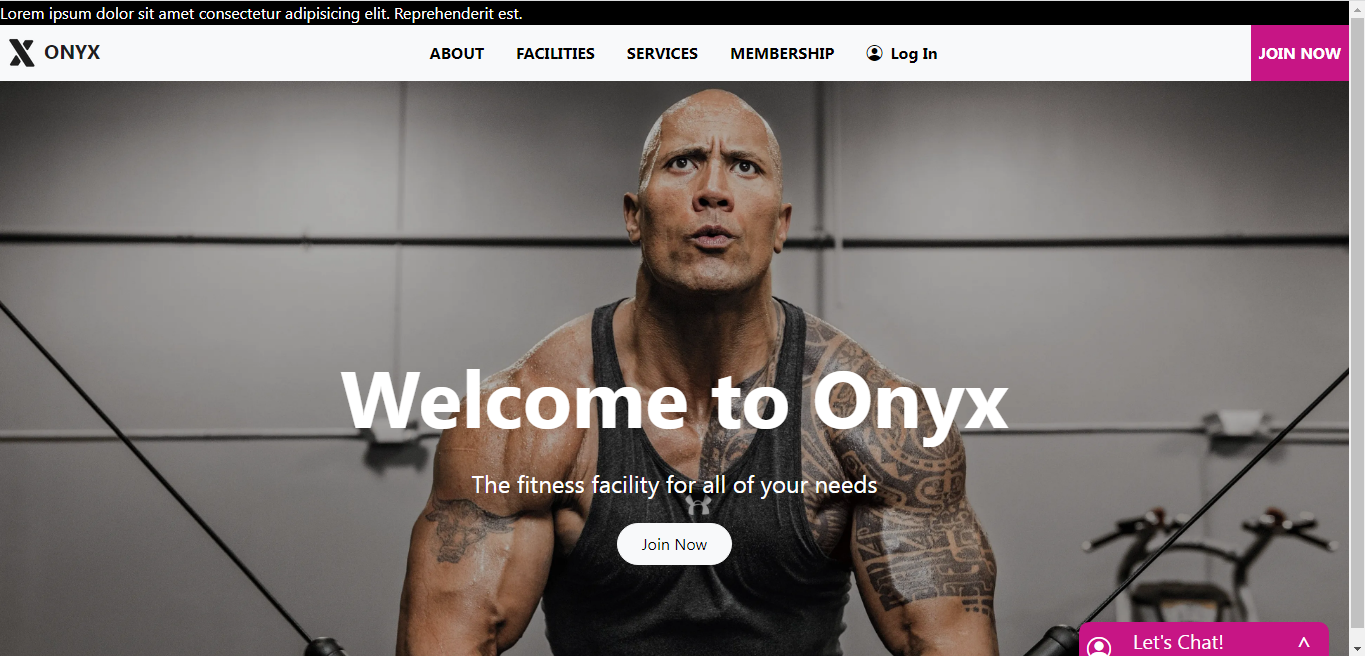 Lorem ipsum dolor sit amet consectetur adipisicing elit. Reprehenderit est.
X ONYX ABOUT FACILITIES SERVICES MEMBERSHIP Log In JOIN NOW
Welcome to Onyx
The fitness facility for all of your needs
Join Now
Let's Chat! ^